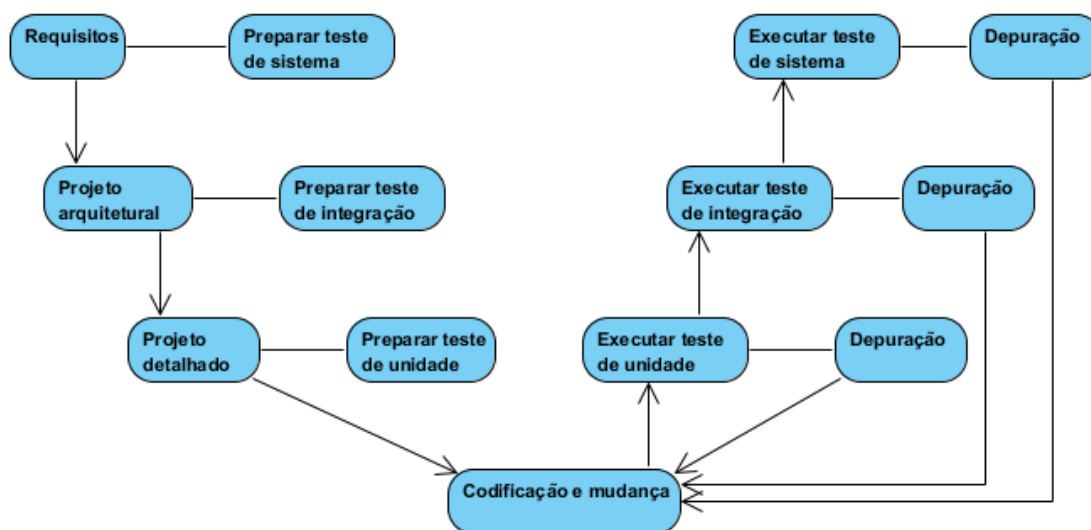 Requisitos
Preparar teste
de sistema
Executar teste
de sistema
Depuração
Projeto
arquitetural
Preparar teste
de integração
Executar teste
de integração
Depuração
Projeto
detalhado
Preparar teste
de unidade
Executar teste
de unidade
Depuração
Codificação e mudança